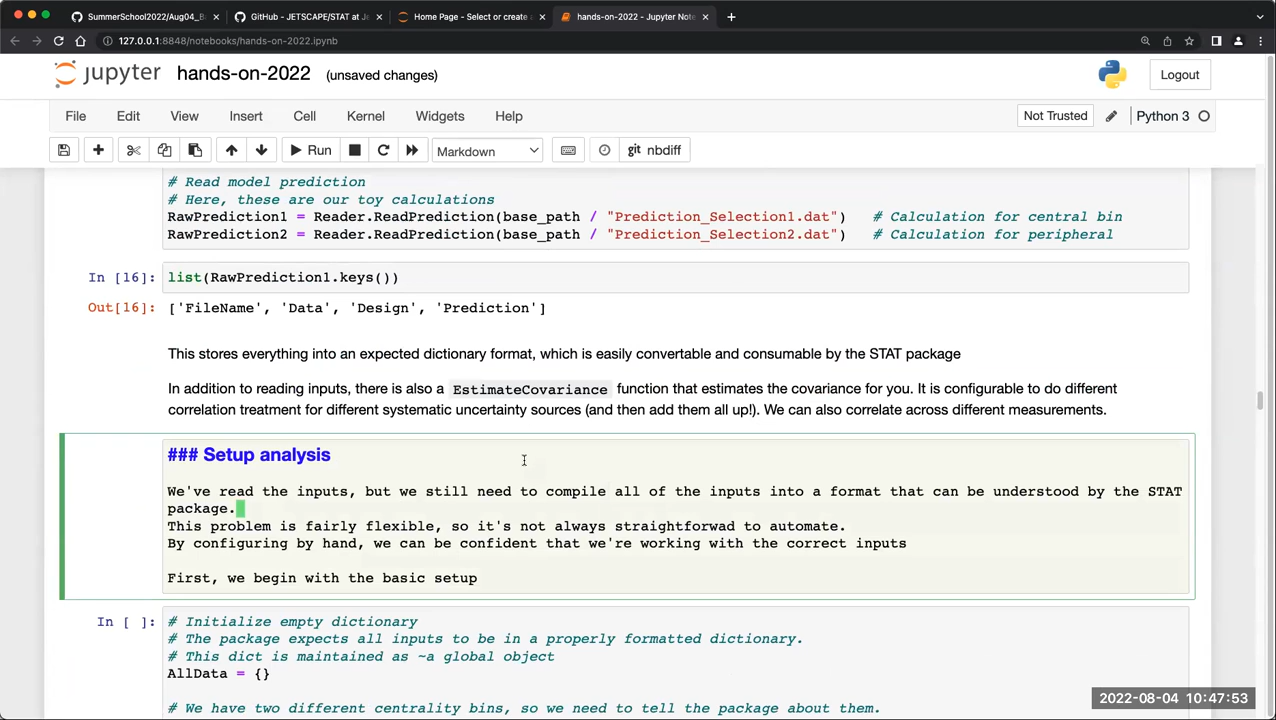 SummerSchool2022/Aug04_Ba
GitHub - JETSCAPE/STAT at Je
Home Page - Select or create a
hands-on-2022 - Jupyter Note
127.0.0.1:8848/notebooks/hands-on-2022.ipynb
jupyter hands-on-2022 (unsaved changes)
Logout
File Edit View Insert Cell Kernel Widgets Help
Not Trusted
Python 3
Run
Markdown
git nbdiff
# Read model prediction
# Here, these are our toy calculations
RawPrediction1 = Reader.ReadPrediction(base_path / "Prediction_Selection1.dat") # Calculation for central bin
RawPrediction2 = Reader.ReadPrediction(base_path / "Prediction_Selection2.dat") # Calculation for peripheral
In [16]: list(RawPrediction1.keys())
Out[16]: ['FileName', 'Data', 'Design', 'Prediction']
This stores everything into an expected dictionary format, which is easily convertable and consumable by the STAT package
In addition to reading inputs, there is also a EstimateCovariance function that estimates the covariance for you. It is configurable to do different
correlation treatment for different systematic uncertainty sources (and then add them all up!). We can also correlate across different measurements.
### Setup analysis
We've read the inputs, but we still need to compile all of the inputs into a format that can be understood by the STAT
package.
This problem is fairly flexible, so it's not always straightforwad to automate.
By configuring by hand, we can be confident that we're working with the correct inputs
First, we begin with the basic setup
In [ ]: # Initialize empty dictionary
# The package expects all inputs to be in a properly formatted dictionary.
# This dict is maintained as ~a global object
AllData = {}
# We have two different centrality bins, so we need to tell the package about them.
2022-08-04 10:47:53